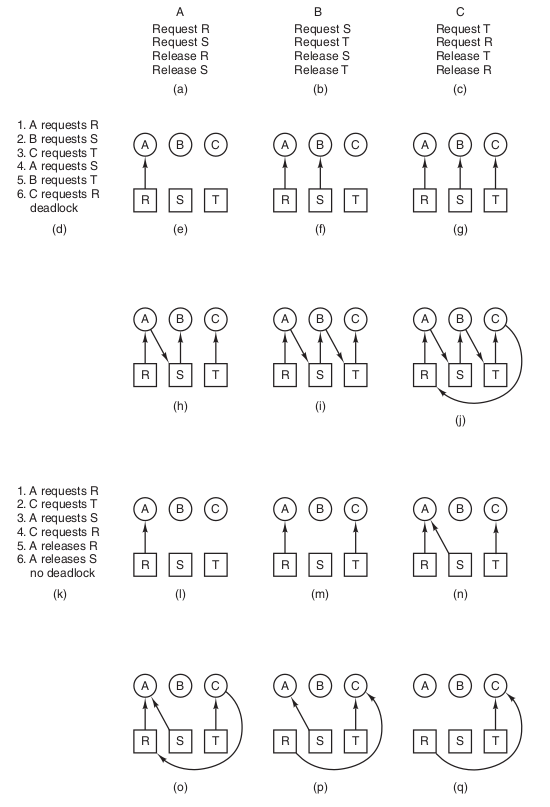 A B C
Request R Request S Request T
Request S Request T Request R
Release R Release S Release T
Release S Release T Release R
(a) (b) (c)
1. A requests R
2. B requests S
3. C requests T
4. A requests S
5. B requests T
6. C requests R
deadlock
(d)
A B C
R S T
(e)
A B C
R S T
(f)
A B C
R S T
(g)
A B C
R S T
(h)
A B C
R S T
(i)
A B C
R S T
(j)
1. A requests R
2. C requests T
3. A requests S
4. C requests R
5. A releases R
6. A releases S
no deadlock
(k)
A B C
R S T
(l)
A B C
R S T
(m)
A B C
R S T
(n)
A B C
R S T
(o)
A B C
R S T
(p)
A B C
R S T
(q)